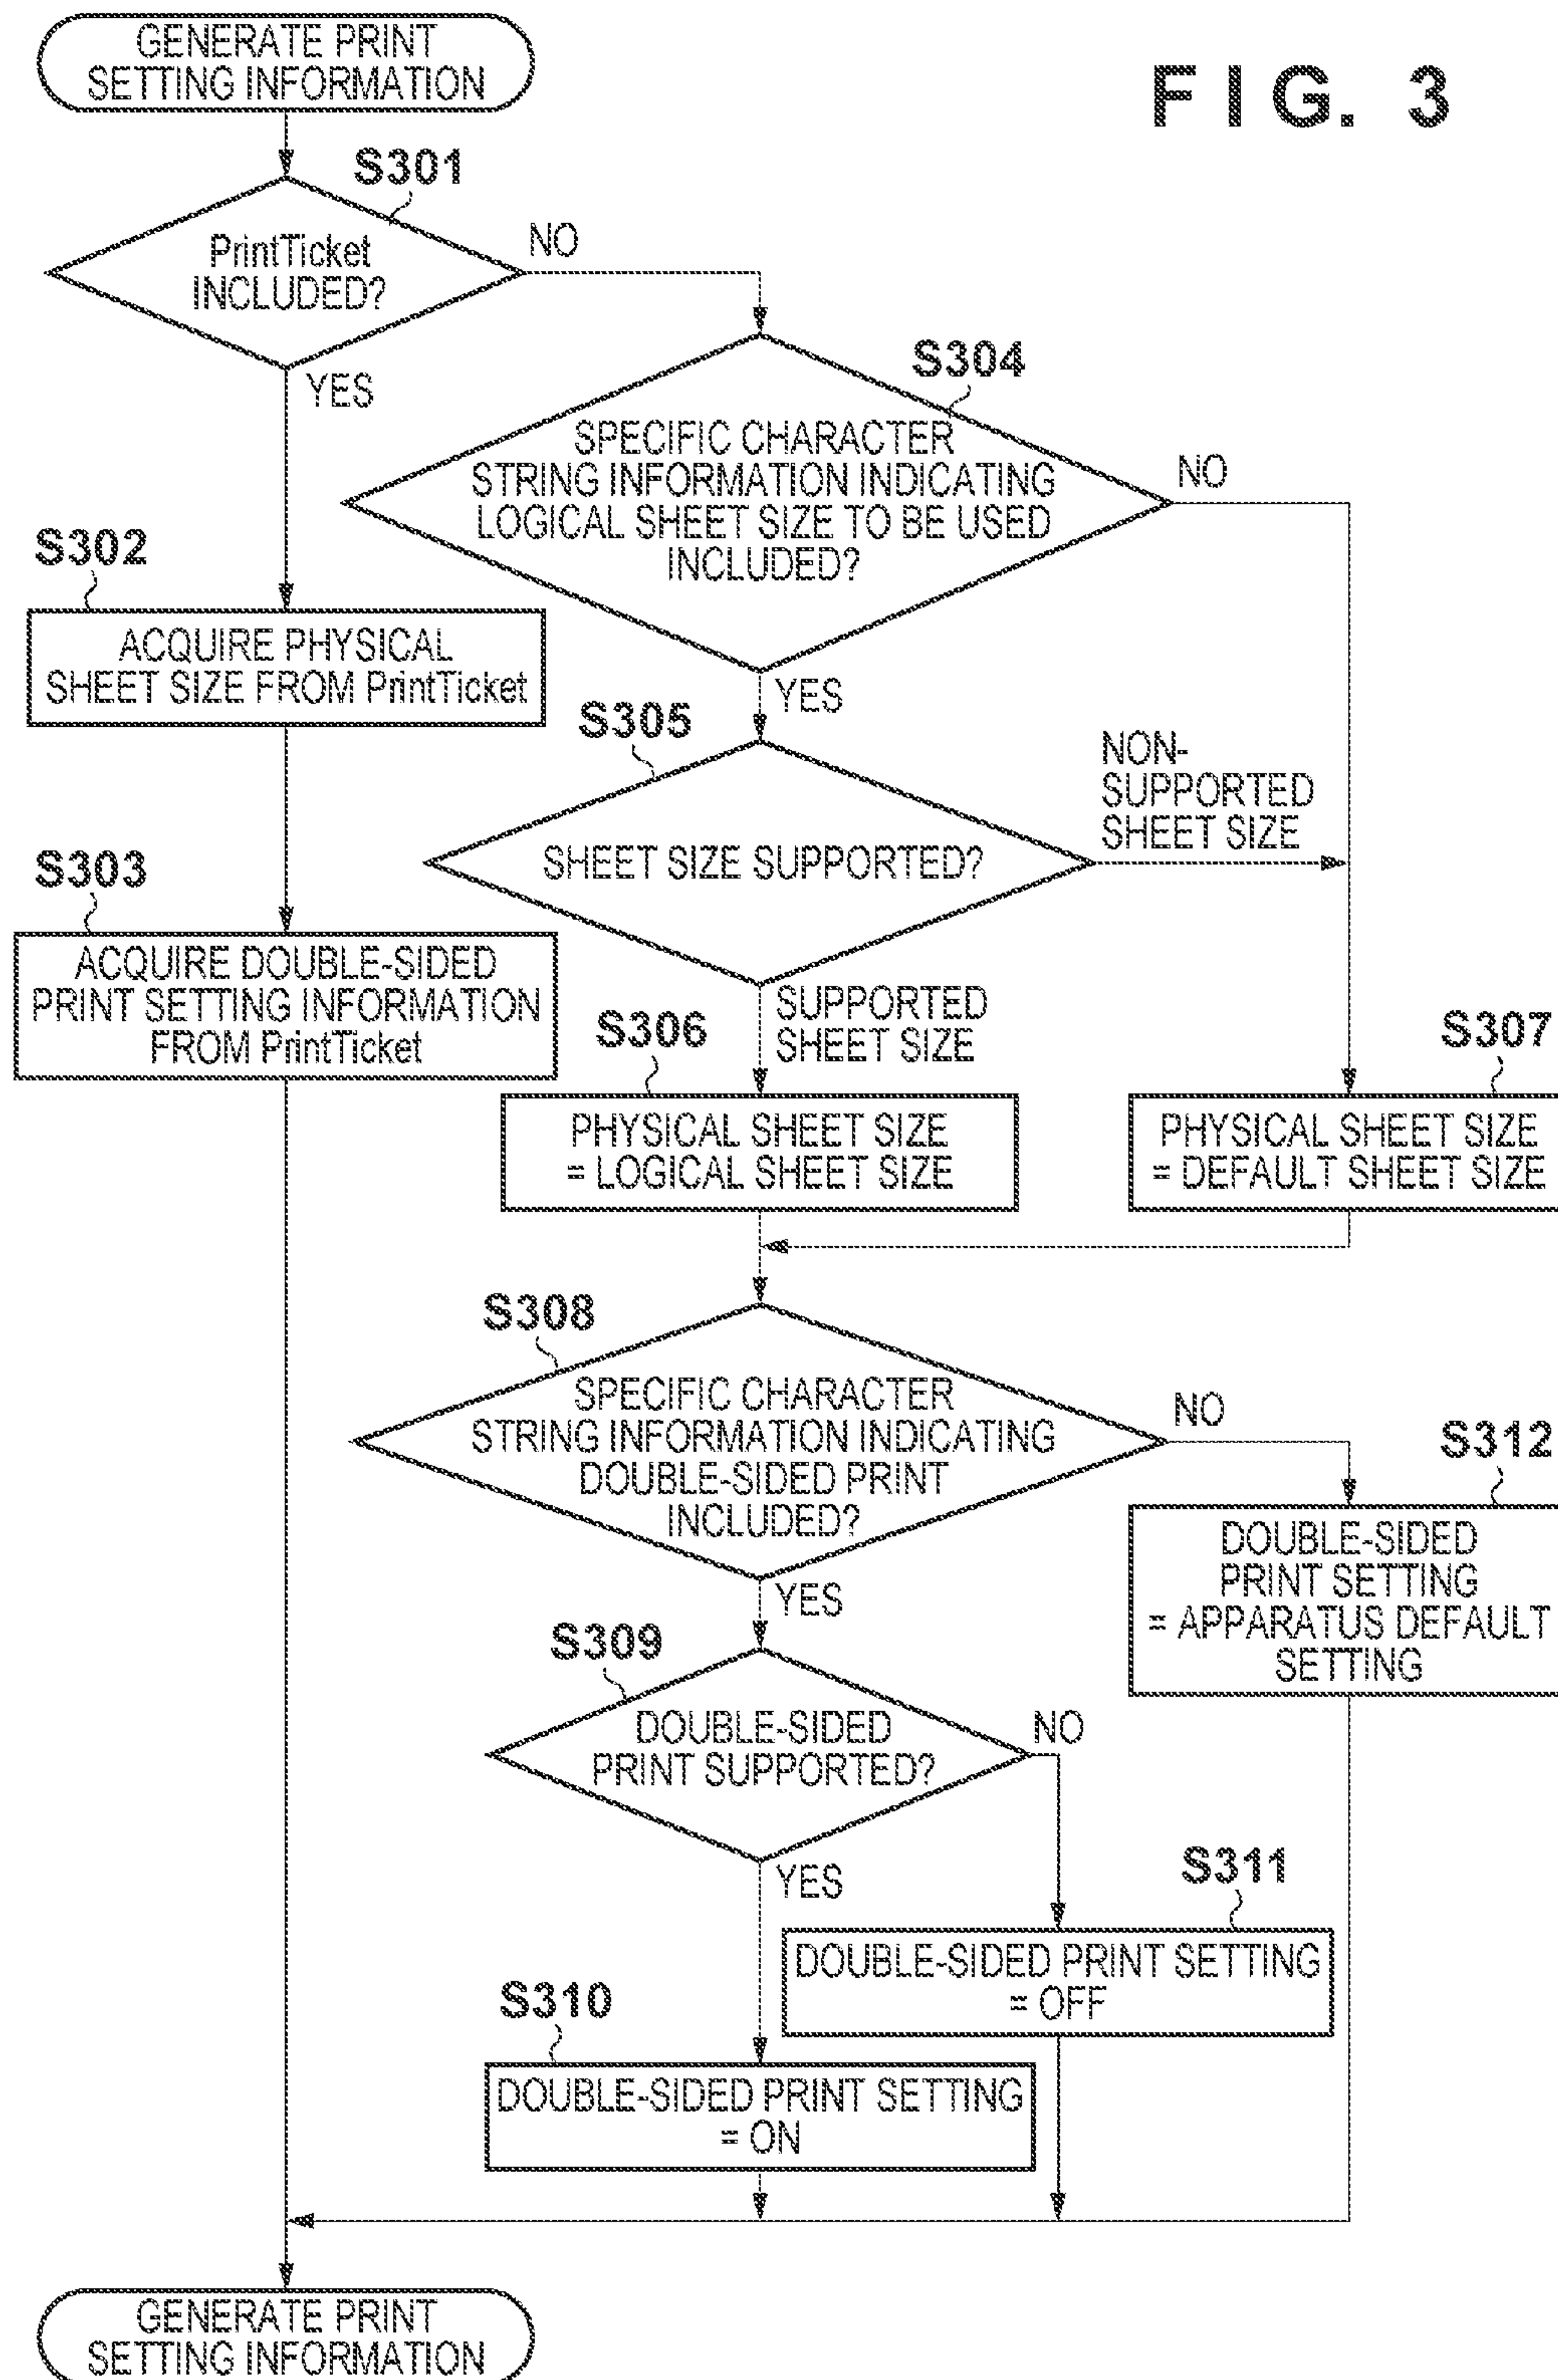 FIG. 3
GENERATE PRINT
SETTING INFORMATION
S301
PrintTicket
INCLUDED?
NO
YES
S304
SPECIFIC CHARACTER
STRING INFORMATION INDICATING
LOGICAL SHEET SIZE TO BE USED
INCLUDED?
NO
YES
S302
ACQUIRE PHYSICAL
SHEET SIZE FROM PrintTicket
S305
SHEET SIZE SUPPORTED?
NON-
SUPPORTED
SHEET SIZE
SUPPORTED
SHEET SIZE
S303
ACQUIRE DOUBLE-SIDED
PRINT SETTING INFORMATION
FROM PrintTicket
S306
PHYSICAL SHEET SIZE
= LOGICAL SHEET SIZE
S307
PHYSICAL SHEET SIZE
= DEFAULT SHEET SIZE
S308
SPECIFIC CHARACTER
STRING INFORMATION INDICATING
DOUBLE-SIDED PRINT
INCLUDED?
NO
YES
S312
DOUBLE-SIDED
PRINT SETTING
= APPARATUS DEFAULT
SETTING
S309
DOUBLE-SIDED
PRINT SUPPORTED?
NO
YES
S311
DOUBLE-SIDED PRINT SETTING
= OFF
S310
DOUBLE-SIDED PRINT SETTING
= ON
GENERATE PRINT
SETTING INFORMATION